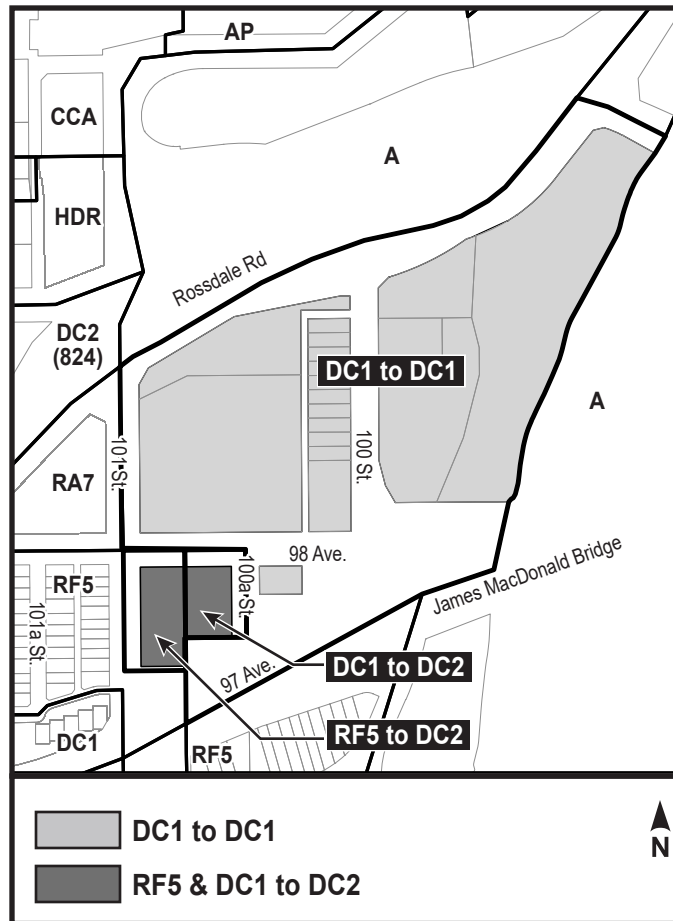 AP
CCA
A
HDR
Rossdale Rd
DC2
(824)
DC1 to DC1
A
101 St.
100 St.
RA7
98 Ave.
100a St.
James MacDonald Bridge
RF5
101a St.
97 Ave.
DC1 to DC2
RF5 to DC2
DC1
RF5
DC1 to DC1
N
RF5 & DC1 to DC2